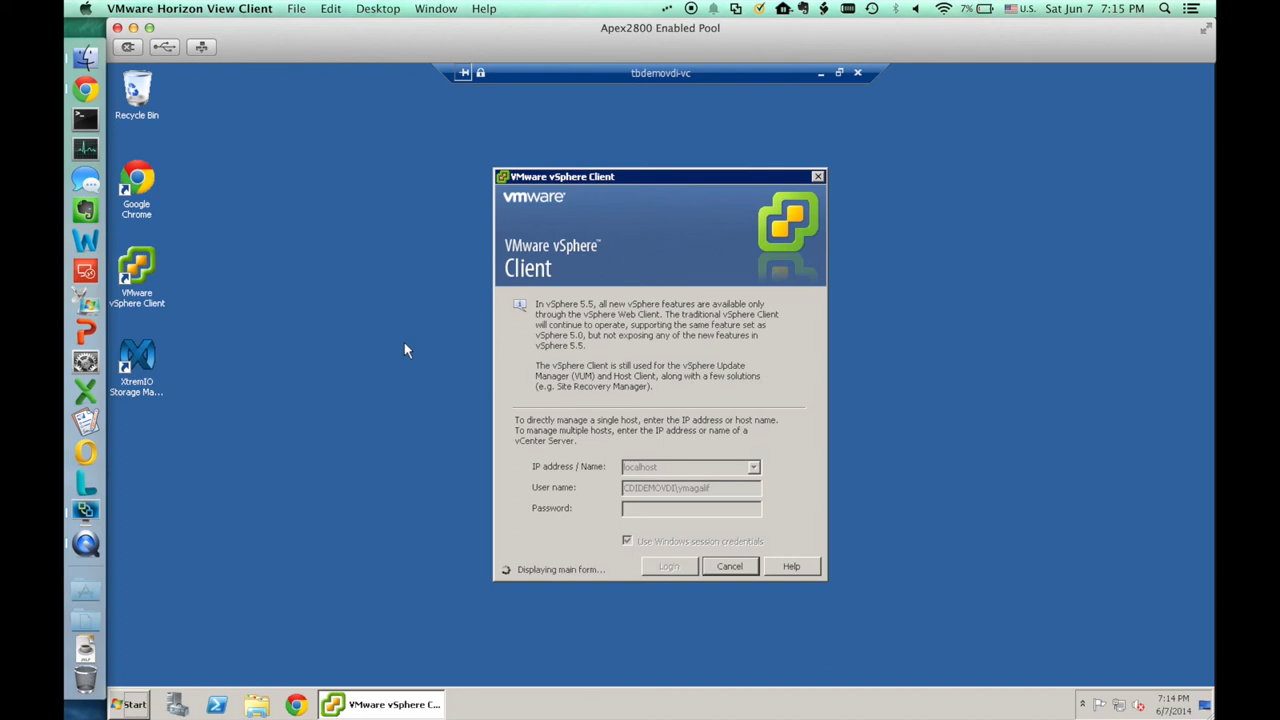 VMware Horizon View Client File Edit Desktop Window Help 7% U.S. Sat Jun 7 7:15 PM
Apex2800 Enabled Pool
tbdemovdi-vc
Recycle Bin
Google
Chrome
VMware
vSphere Client
XtremIO
Storage Ma...
VMware vSphere Client
vmware®
VMware vSphere™
Client
In vSphere 5.5, all new vSphere features are available only
through the vSphere Web Client. The traditional vSphere Client
will continue to operate, supporting the same feature set as
vSphere 5.0, but not exposing any of the new features in
vSphere 5.5.
The vSphere Client is still used for the vSphere Update
Manager (VUM) and Host Client, along with a few solutions
(e.g. Site Recovery Manager).
To directly manage a single host, enter the IP address or host name.
To manage multiple hosts, enter the IP address or name of a
vCenter Server.
IP address / Name: localhost
User name: CDIDEMOVDI\ymagalif
Password:
Use Windows session credentials
Displaying main form... Login Cancel Help
Start VMware vSphere C... 7:14 PM
6/7/2014